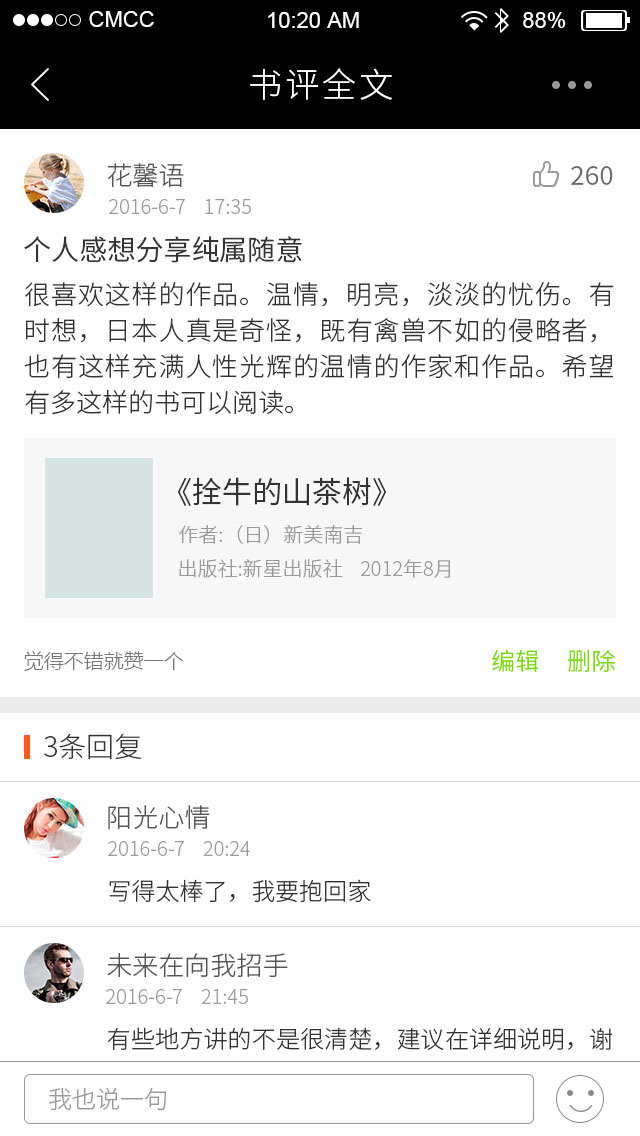 CMCC 10:20 AM 88%
书评全文
花馨语
260
2016-6-7 17:35
个人感想分享纯属随意
很喜欢这样的作品。温情，明亮，淡淡的忧伤。有
时想，日本人真是奇怪，既有禽兽不如的侵略者，
也有这样充满人性光辉的温情的作家和作品。希望
有多这样的书可以阅读。
《拴牛的山茶树》
作者:（日）新美南吉
出版社:新星出版社 2012年8月
觉得不错就赞一个 编辑 删除
3条回复
阳光心情
2016-6-7 20:24
写得太棒了，我要抱回家
未来在向我招手
2016-6-7 21:45
有些地方讲的不是很清楚，建议在详细说明，谢
我也说一句